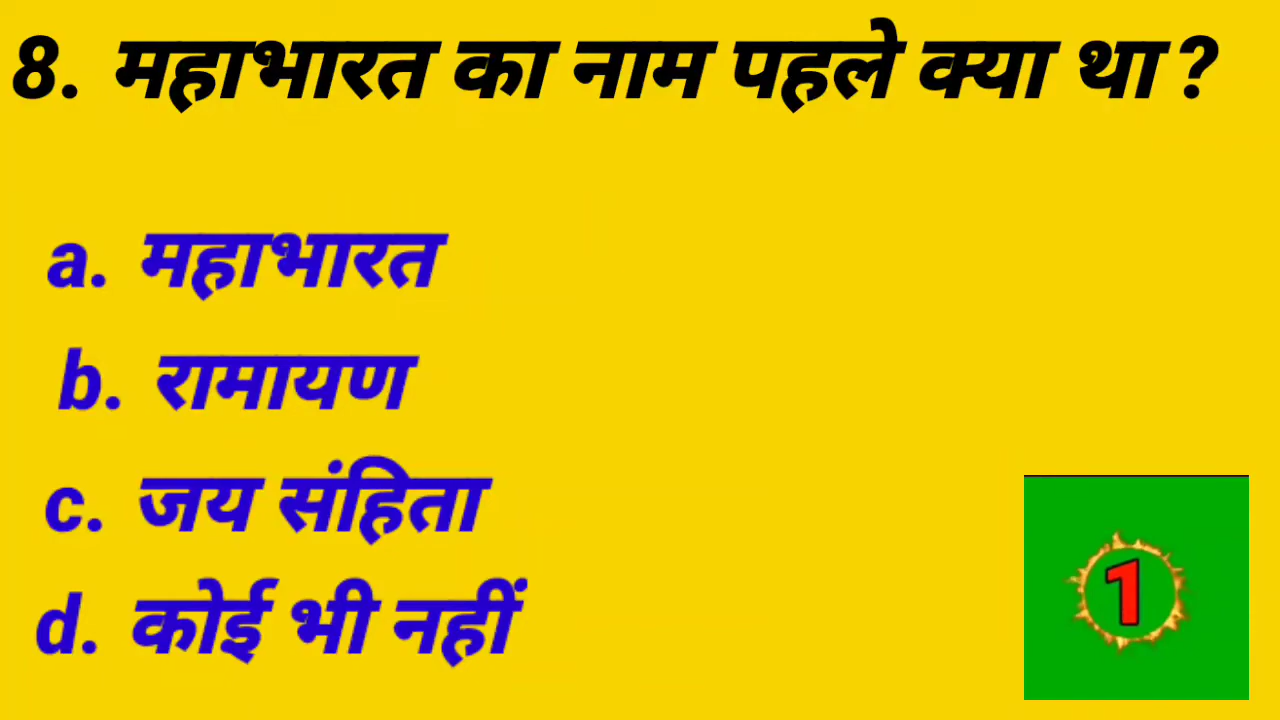 8. महाभारत का नाम पहले क्या था?
a. महाभारत
b. रामायण
c. जय संहिता
d. कोई भी नहीं
1